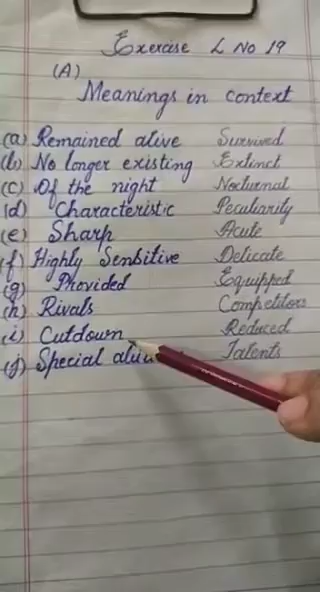 Exercise L No 19
(A)
Meanings in context
(a) Remained alive Survived
(b) No longer existing Extinct
(c) Of the night Nocturnal
(d) Characteristic Peculiarity
(e) Sharp Acute
(f) Highly Sensitive Delicate
(g) Provided Equipped
(h) Rivals Competitors
(i) Cutdown Reduced
(j) Special Talents